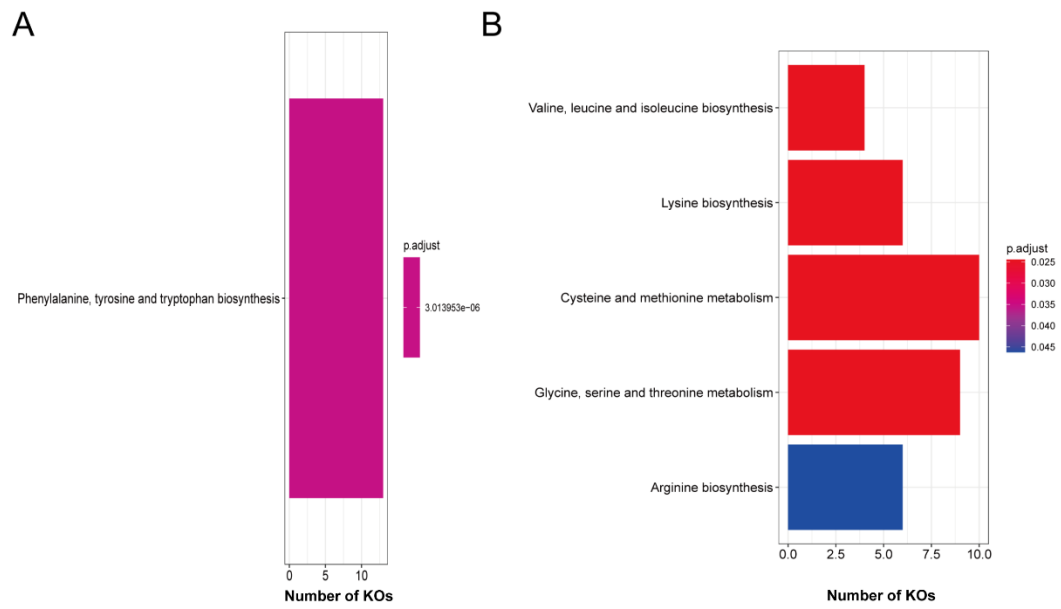 A
Phenylalanine, tyrosine and tryptophan biosynthesis
0 5 10
Number of KOs
p.adjust
3.013953e−06
B
Valine, leucine and isoleucine biosynthesis
Lysine biosynthesis
Cysteine and methionine metabolism
Glycine, serine and threonine metabolism
Arginine biosynthesis
0.0 2.5 5.0 7.5 10.0
Number of KOs
p.adjust
0.025
0.030
0.035
0.040
0.045